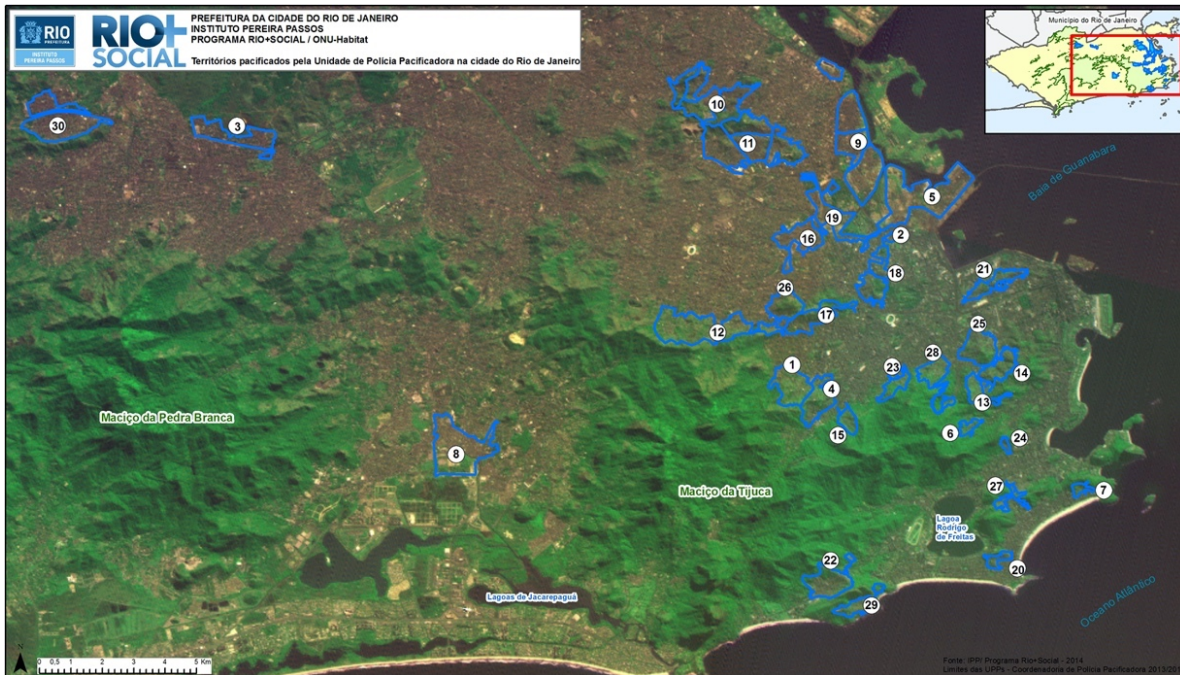 RIO
PREFEITURA
INSTITUTO
PEREIRA PASSOS
RIO+
SOCIAL
PREFEITURA DA CIDADE DO RIO DE JANEIRO
INSTITUTO PEREIRA PASSOS
PROGRAMA RIO+SOCIAL / ONU-Habitat
Territórios pacificados pela Unidade de Polícia Pacificadora na cidade do Rio de Janeiro
Município do Rio de Janeiro
30
3
10
11
9
5
Baía de Guanabara
19
2
16
18
21
26
17
12
25
28
1
23
14
4
13
15
6
24
Maciço da Pedra Branca
8
Maciço da Tijuca
27
7
Lagoa
Rodrigo
de Freitas
22
20
29
Lagoas de Jacarepaguá
Oceano Atlântico
N
0 0.5 1 2 3 4 5 Km
Fonte: IPP/ Programa Rio+Social - 2014
Limites das UPPs - Coordenadoria de Polícia Pacificadora 2013/201